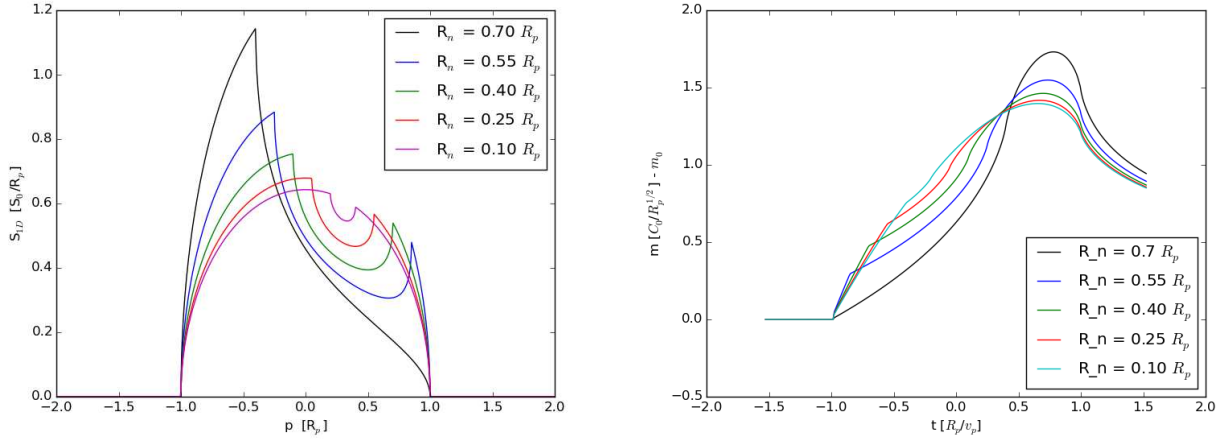 1.2
1.0
0.8
0.6
0.4
0.2
0.0
S_{1D} [S_0/R_p]
−2.0 −1.5 −1.0 −0.5 0.0 0.5 1.0 1.5 2.0
p [R_p]
R_n = 0.70 R_p
R_n = 0.55 R_p
R_n = 0.40 R_p
R_n = 0.25 R_p
R_n = 0.10 R_p
2.0
1.5
1.0
0.5
0.0
−0.5
m [C_0/R_p^{1/2}] - m_0
−2.0 −1.5 −1.0 −0.5 0.0 0.5 1.0 1.5 2.0
t [R_p/v_p]
R_n = 0.7 R_p
R_n = 0.55 R_p
R_n = 0.40 R_p
R_n = 0.25 R_p
R_n = 0.10 R_p